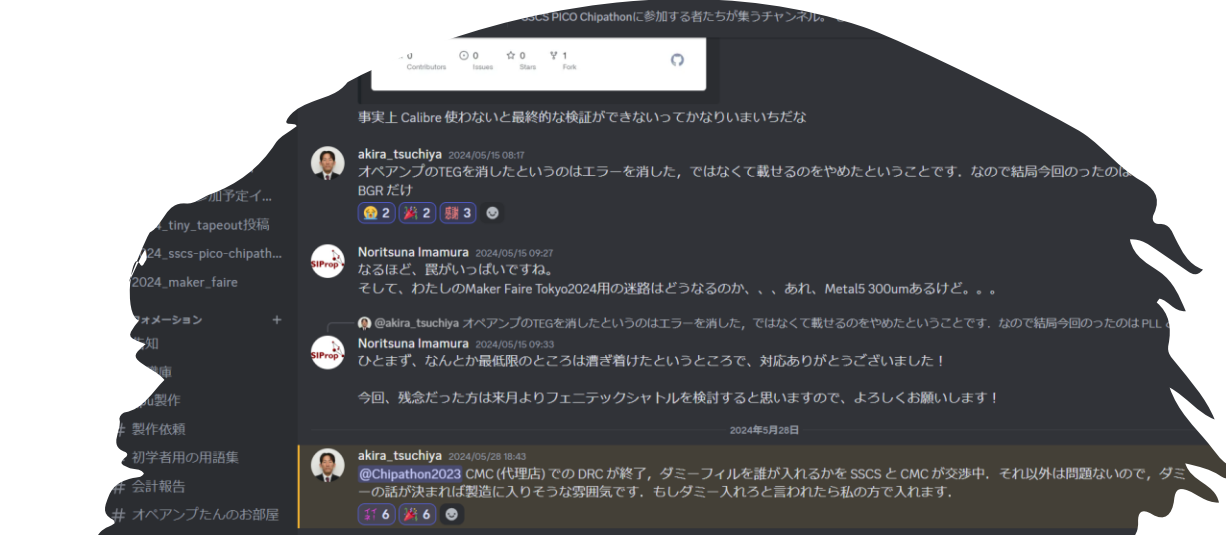 SSCS PICO Chipathonに参加する者たちが集うチャンネル。
0 0 0 1
Contributors Issues Stars Fork
事実上 Calibre 使わないと最終的な検証ができないってかなりいまいちだな
akira_tsuchiya 2024/05/15 08:17
オペアンプのTEGを消したというのはエラーを消した，ではなくて載せるのをやめたということです．なので結局今回のったのは
BGR だけ
2 2 3
Noritsuna Imamura 2024/05/15 09:27
なるほど、罠がいっぱいですね。
そして、わたしのMaker Faire Tokyo2024用の迷路はどうなるのか、、、あれ、Metal5 300umあるけど。。。
@akira_tsuchiya オペアンプのTEGを消したというのはエラーを消した，ではなくて載せるのをやめたということです．なので結局今回のったのは PLL
SIProp
Noritsuna Imamura 2024/05/15 09:33
SIProp
ひとまず、なんとか最低限のところは漕ぎ着けたというところで、対応ありがとうございました！
今回、残念だった方は来月よりフェニテックシャトルを検討すると思いますので、よろしくお願いします！
2024年5月28日
akira_tsuchiya 2024/05/28 18:43
@Chipathon2023 CMC (代理店) での DRC が終了，ダミーフィルを誰が入れるかを SSCS と CMC が交渉中．それ以外は問題ないので，ダミ
ーの話が決まれば製造に入りそうな雰囲気です．もしダミー入れろと言われたら私の方で入れます．
6 6
加予定イ...
_tiny_tapeout投稿
24_sscs-pico-chipath...
2024_maker_faire
ォメーション +
知
庫
pu製作
# 製作依頼
初学者用の用語集
# 会計報告
# オペアンプたんのお部屋